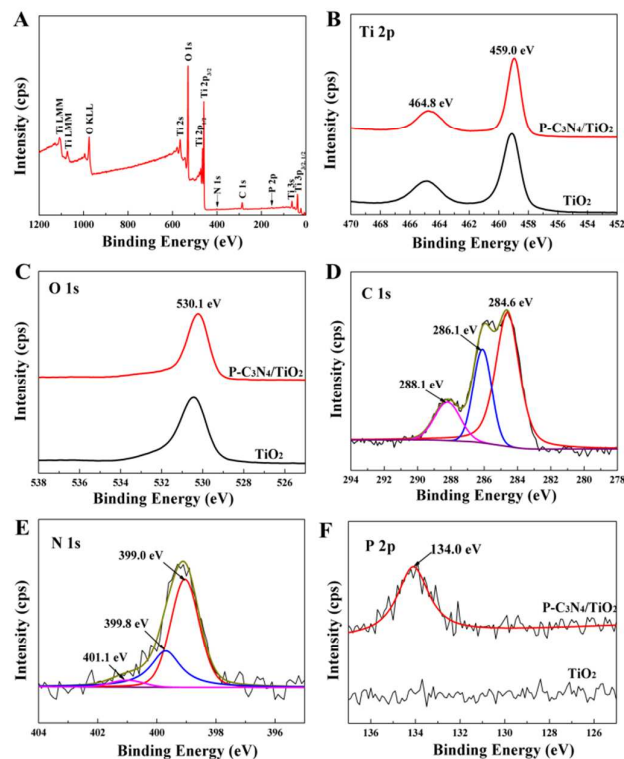 A
Ti LMM
Ti LMM
O KLL
Ti 2s
O 1s
Ti 2p1/2
Ti 2p3/2
N 1s
C 1s
P 2p
Ti 3s
Ti 3p3/2, 1/2
Intensity (cps)
1200 1000 800 600 400 200 0
Binding Energy (eV)
B
Ti 2p
459.0 eV
464.8 eV
P-C3N4/TiO2
TiO2
Intensity (cps)
470 468 466 464 462 460 458 456 454 452
Binding Energy (eV)
C
O 1s
530.1 eV
P-C3N4/TiO2
TiO2
Intensity (cps)
538 536 534 532 530 528 526
Binding Energy (eV)
D
C 1s
284.6 eV
286.1 eV
288.1 eV
Intensity (cps)
294 292 290 288 286 284 282 280 278
Binding Energy (eV)
E
N 1s
399.0 eV
399.8 eV
401.1 eV
Intensity (cps)
404 402 400 398 396
Binding Energy (eV)
F
P 2p
134.0 eV
P-C3N4/TiO2
TiO2
Intensity (cps)
136 134 132 130 128 126
Binding Energy (eV)